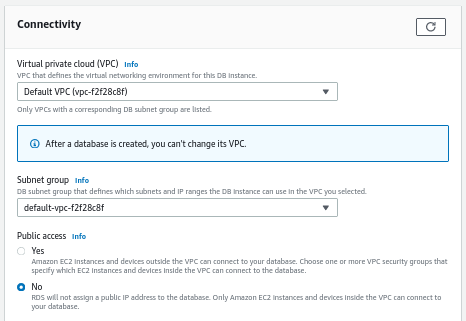 Connectivity
Virtual private cloud (VPC) Info
VPC that defines the virtual networking environment for this DB instance.
Default VPC (vpc-f2f28c8f)
Only VPCs with a corresponding DB subnet group are listed.
After a database is created, you can't change its VPC.
Subnet group Info
DB subnet group that defines which subnets and IP ranges the DB instance can use in the VPC you selected.
default-vpc-f2f28c8f
Public access Info
Yes
Amazon EC2 instances and devices outside the VPC can connect to your database. Choose one or more VPC security groups that
specify which EC2 instances and devices inside the VPC can connect to the database.
No
RDS will not assign a public IP address to the database. Only Amazon EC2 instances and devices inside the VPC can connect to
your database.